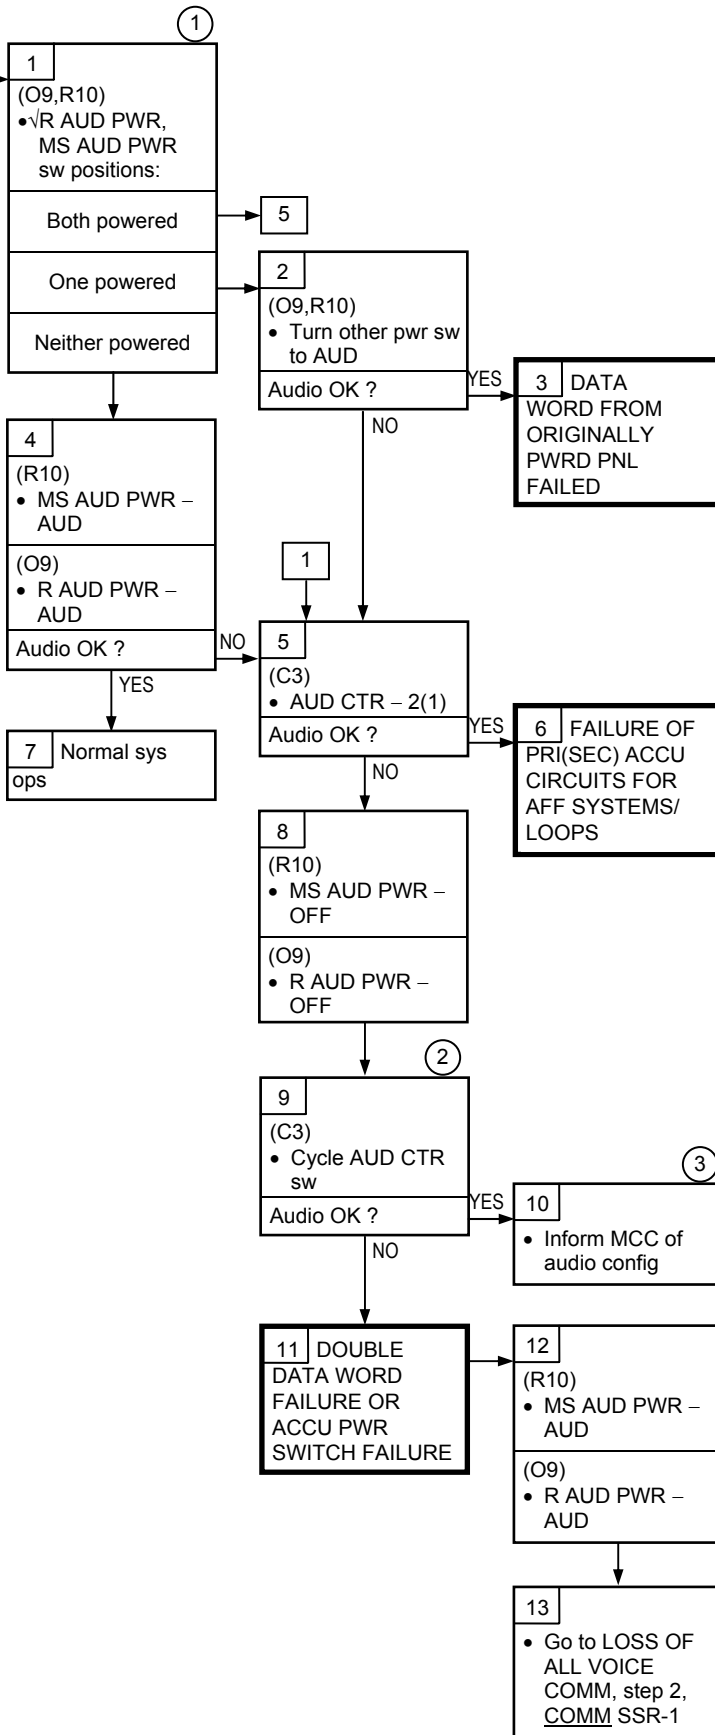 1
1
(O9,R10)
•√R AUD PWR,
MS AUD PWR
sw positions:
Both powered
One powered
Neither powered
5
2
(O9,R10)
• Turn other pwr sw
to AUD
Audio OK ?
YES
NO
3 DATA
WORD FROM
ORIGINALLY
PWRD PNL
FAILED
4
(R10)
• MS AUD PWR –
AUD
(O9)
• R AUD PWR –
AUD
Audio OK ?
NO
YES
7 Normal sys
ops
1
5
(C3)
• AUD CTR – 2(1)
Audio OK ?
YES
NO
6 FAILURE OF
PRI(SEC) ACCU
CIRCUITS FOR
AFF SYSTEMS/
LOOPS
8
(R10)
• MS AUD PWR –
OFF
(O9)
• R AUD PWR –
OFF
2
9
(C3)
• Cycle AUD CTR
sw
Audio OK ?
YES
NO
3
10
• Inform MCC of
audio config
11 DOUBLE
DATA WORD
FAILURE OR
ACCU PWR
SWITCH FAILURE
12
(R10)
• MS AUD PWR –
AUD
(O9)
• R AUD PWR –
AUD
13
• Go to LOSS OF
ALL VOICE
COMM, step 2,
COMM SSR-1